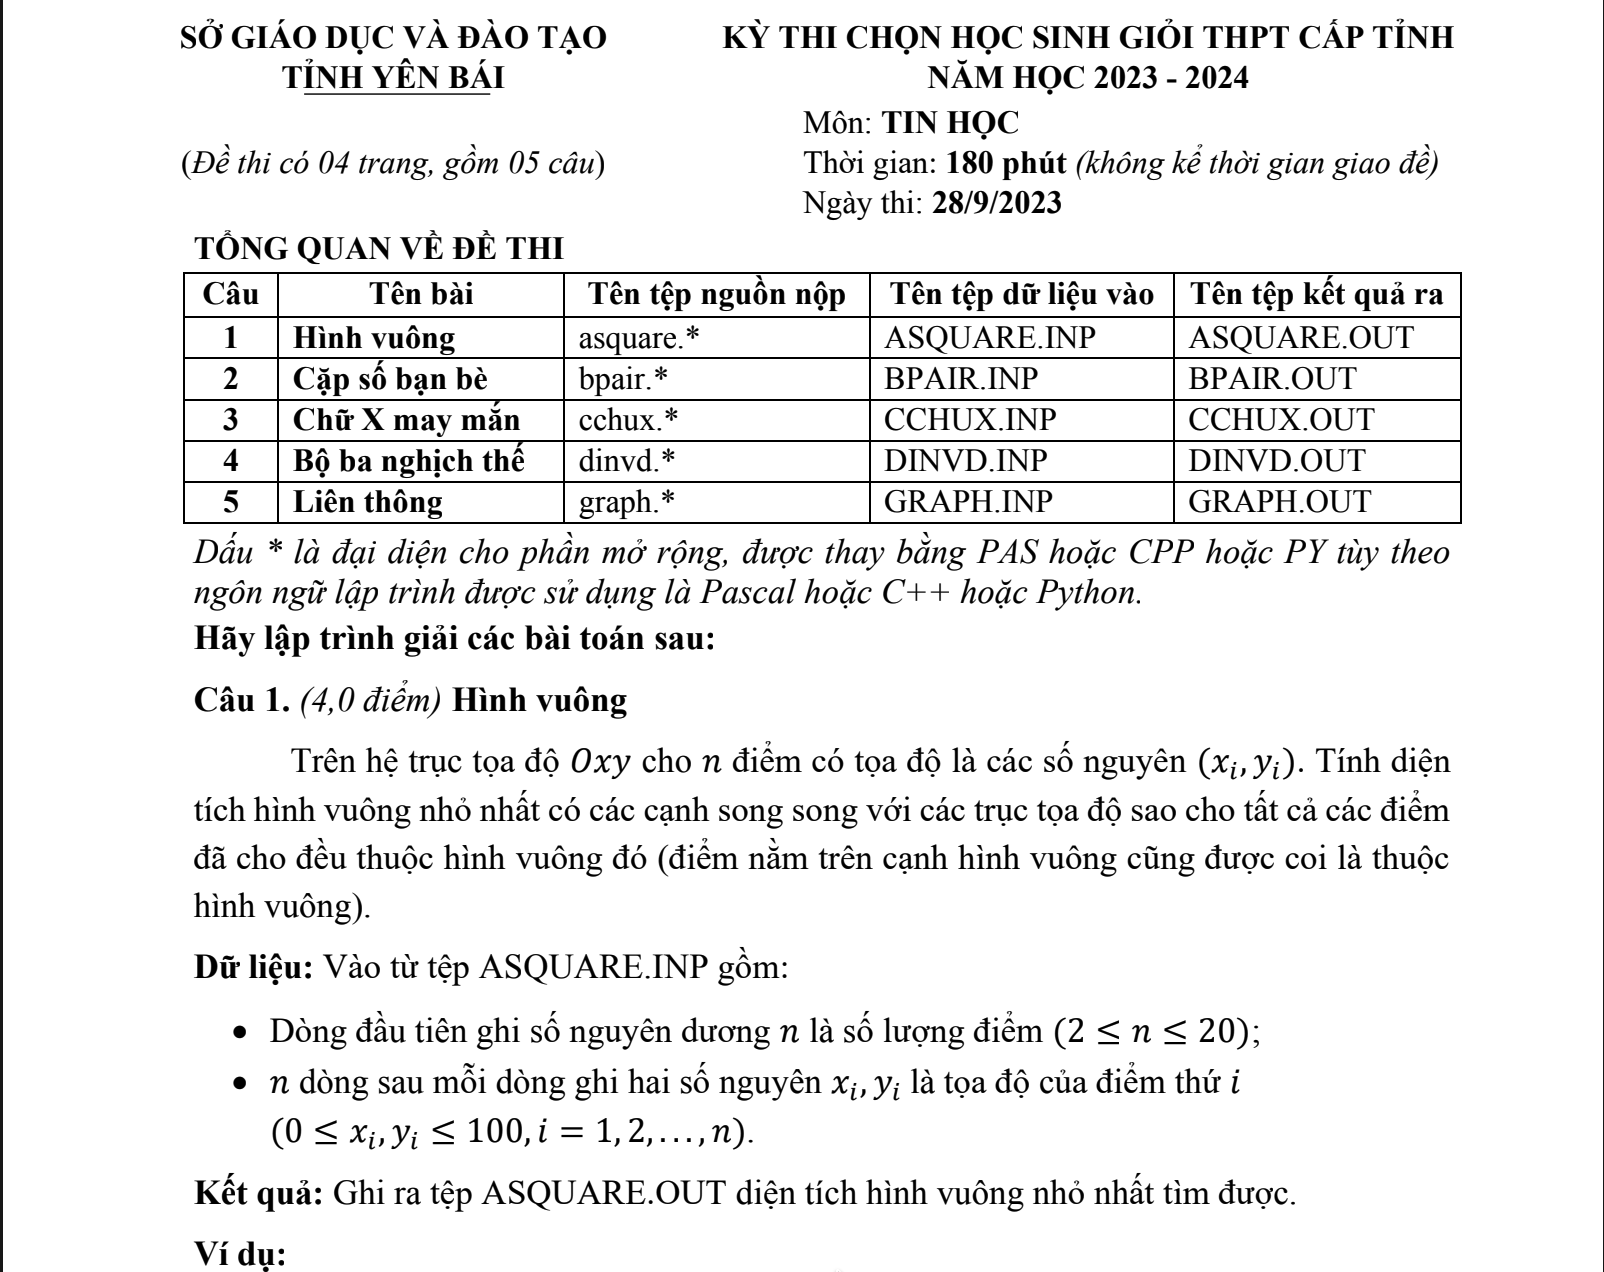 SỞ GIÁO DỤC VÀ ĐÀO TẠO
TỈNH YÊN BÁI
KỲ THI CHỌN HỌC SINH GIỎI THPT CẤP TỈNH
NĂM HỌC 2023 - 2024
Môn: TIN HỌC
(Đề thi có 04 trang, gồm 05 câu)
Thời gian: 180 phút (không kể thời gian giao đề)
Ngày thi: 28/9/2023
TỔNG QUAN VỀ ĐỀ THI
Câu Tên bài Tên tệp nguồn nộp Tên tệp dữ liệu vào Tên tệp kết quả ra
1 Hình vuông asquare.* ASQUARE.INP ASQUARE.OUT
2 Cặp số bạn bè bpair.* BPAIR.INP BPAIR.OUT
3 Chữ X may mắn cchux.* CCHUX.INP CCHUX.OUT
4 Bộ ba nghịch thế dinvd.* DINVD.INP DINVD.OUT
5 Liên thông graph.* GRAPH.INP GRAPH.OUT
Dấu * là đại diện cho phần mở rộng, được thay bằng PAS hoặc CPP hoặc PY tùy theo
ngôn ngữ lập trình được sử dụng là Pascal hoặc C++ hoặc Python.
Hãy lập trình giải các bài toán sau:
Câu 1. (4,0 điểm) Hình vuông
Trên hệ trục tọa độ Oxy cho n điểm có tọa độ là các số nguyên (xᵢ, yᵢ). Tính diện
tích hình vuông nhỏ nhất có các cạnh song song với các trục tọa độ sao cho tất cả các điểm
đã cho đều thuộc hình vuông đó (điểm nằm trên cạnh hình vuông cũng được coi là thuộc
hình vuông).
Dữ liệu: Vào từ tệp ASQUARE.INP gồm:
• Dòng đầu tiên ghi số nguyên dương n là số lượng điểm (2 ≤ n ≤ 20);
• n dòng sau mỗi dòng ghi hai số nguyên xᵢ, yᵢ là tọa độ của điểm thứ i
(0 ≤ xᵢ, yᵢ ≤ 100, i = 1, 2, ..., n).
Kết quả: Ghi ra tệp ASQUARE.OUT diện tích hình vuông nhỏ nhất tìm được.
Ví dụ: